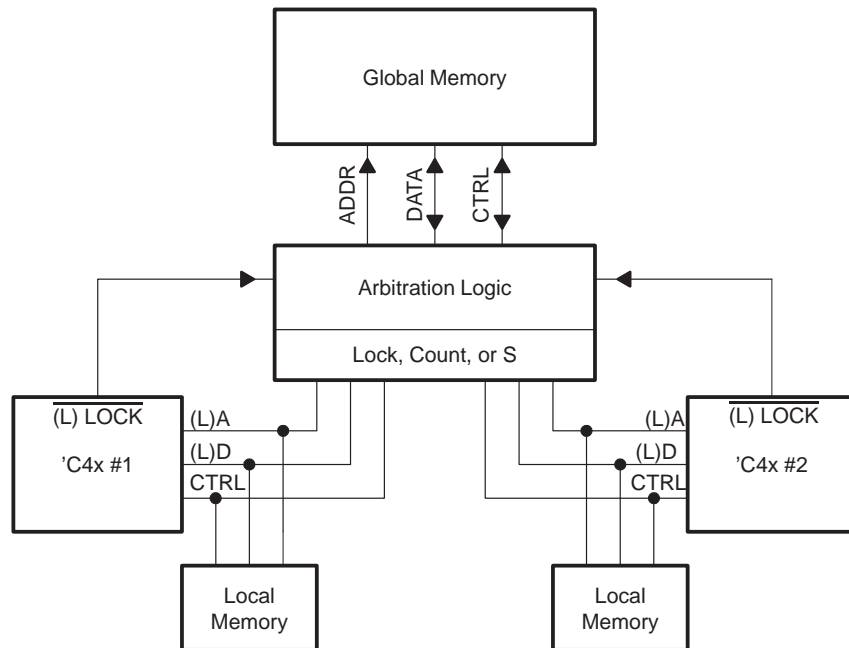 Global Memory
ADDR
DATA
CTRL
Arbitration Logic
Lock, Count, or S
(L) LOCK
'C4x #1
(L)A
(L)D
CTRL
(L)A
(L)D
CTRL
(L) LOCK
'C4x #2
Local
Memory
Local
Memory